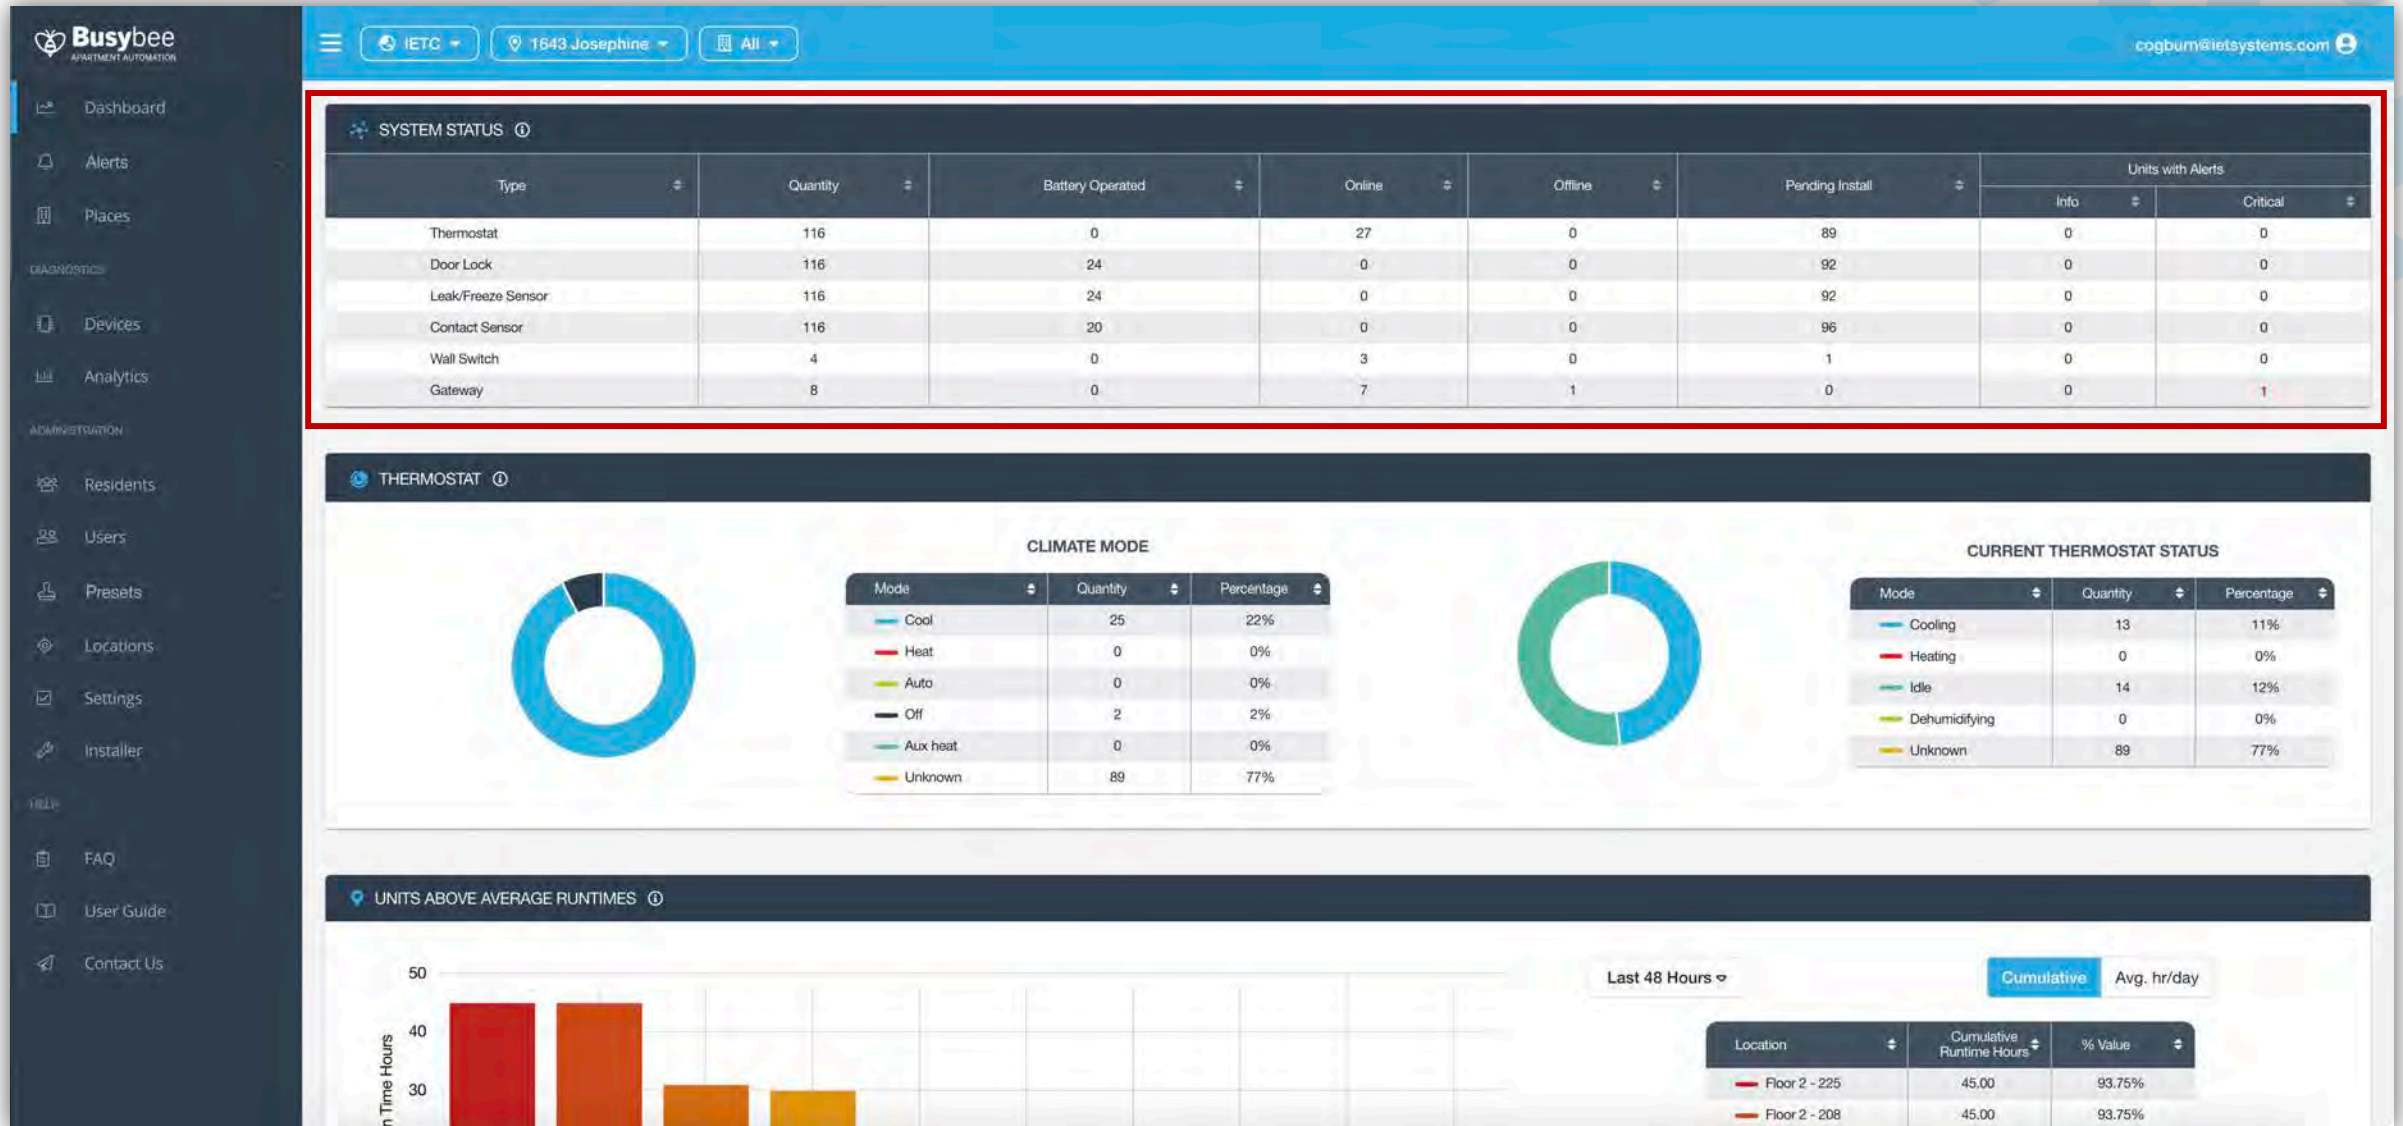 Busybee
APARTMENT AUTOMATION
IETC
1643 Josephine
All
cogburn@ietsystems.com
Dashboard
Alerts
Places
DIAGNOSTICS
Devices
Analytics
ADMINISTRATION
Residents
Users
Presets
Locations
Settings
Installer
HELP
FAQ
User Guide
Contact Us
SYSTEM STATUS
Type Quantity Battery Operated Online Offline Pending Install Units with Alerts
Info Critical
Thermostat 116 0 27 0 89 0 0
Door Lock 116 24 0 0 92 0 0
Leak/Freeze Sensor 116 24 0 0 92 0 0
Contact Sensor 116 20 0 0 96 0 0
Wall Switch 4 0 3 0 1 0 0
Gateway 8 0 7 1 0 0 1
THERMOSTAT
CLIMATE MODE
Mode Quantity Percentage
Cool 25 22%
Heat 0 0%
Auto 0 0%
Off 2 2%
Aux heat 0 0%
Unknown 89 77%
CURRENT THERMOSTAT STATUS
Mode Quantity Percentage
Cooling 13 11%
Heating 0 0%
Idle 14 12%
Dehumidifying 0 0%
Unknown 89 77%
UNITS ABOVE AVERAGE RUNTIMES
50
40
30
Time Hours
Last 48 Hours
Cumulative Avg. hr/day
Location Cumulative Runtime Hours % Value
Floor 2 - 225 45.00 93.75%
Floor 2 - 208 45.00 93.75%